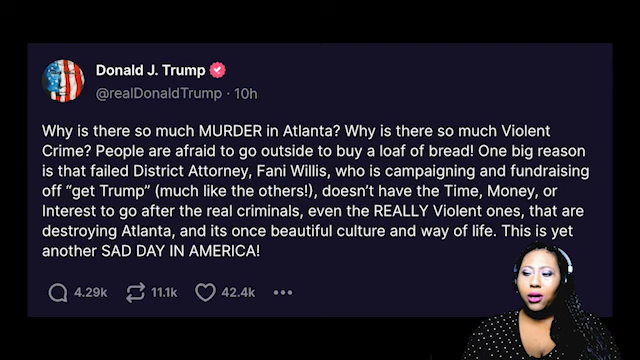 Donald J. Trump
@realDonaldTrump · 10h
Why is there so much MURDER in Atlanta? Why is there so much Violent
Crime? People are afraid to go outside to buy a loaf of bread! One big reason
is that failed District Attorney, Fani Willis, who is campaigning and fundraising
off “get Trump” (much like the others!), doesn’t have the Time, Money, or
Interest to go after the real criminals, even the REALLY Violent ones, that are
destroying Atlanta, and its once beautiful culture and way of life. This is yet
another SAD DAY IN AMERICA!
4.29k 11.1k 42.4k